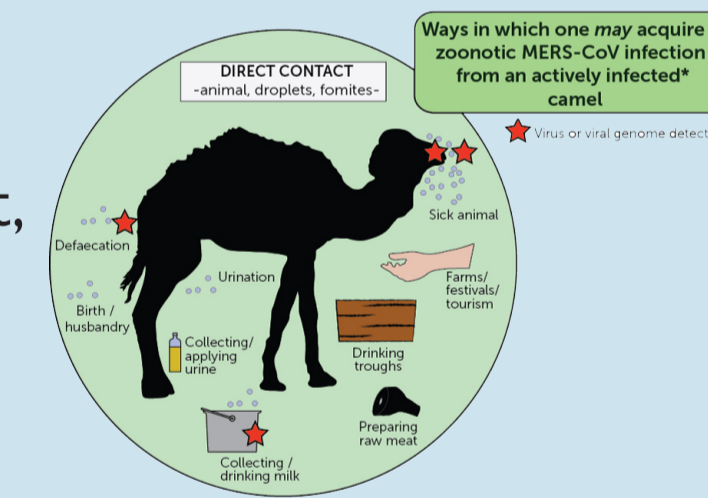 Ways in which one may acquire
zoonotic MERS-CoV infection
from an actively infected*
camel
Virus or viral genome
DIRECT CONTACT
-animal, droplets, fomites-
Sick animal
Defaecation
Urination
Farms/
festivals/
tourism
Birth /
husbandry
Collecting/
applying
urine
Drinking
troughs
Preparing
raw meat
Collecting /
drinking milk